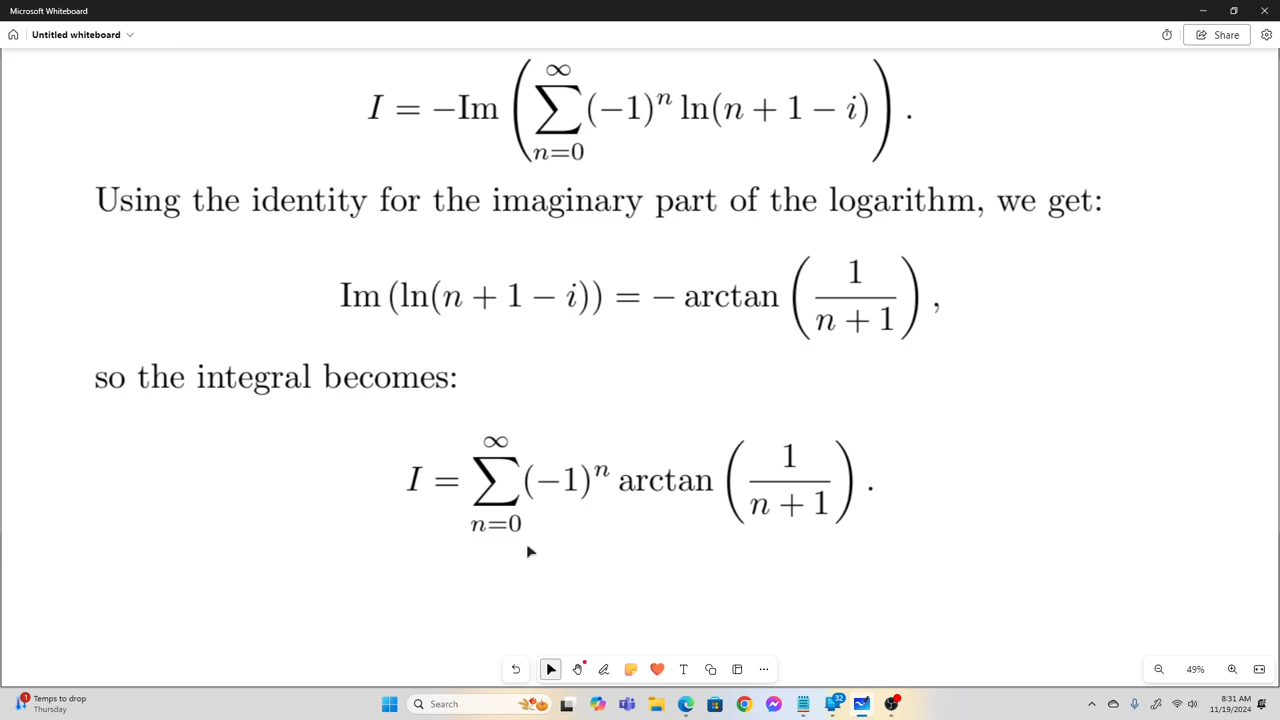 Microsoft Whiteboard
Untitled whiteboard
Share
I = −Im ( ∑_{n=0}^{∞} (−1)^n ln(n + 1 − i) ) .
Using the identity for the imaginary part of the logarithm, we get:
Im (ln(n + 1 − i)) = − arctan ( 1 / (n + 1) ) ,
so the integral becomes:
I = ∑_{n=0}^{∞} (−1)^n arctan ( 1 / (n + 1) ) .
T
49%
1
Temps to drop
Thursday
Search
32
8:31 AM
11/19/2024